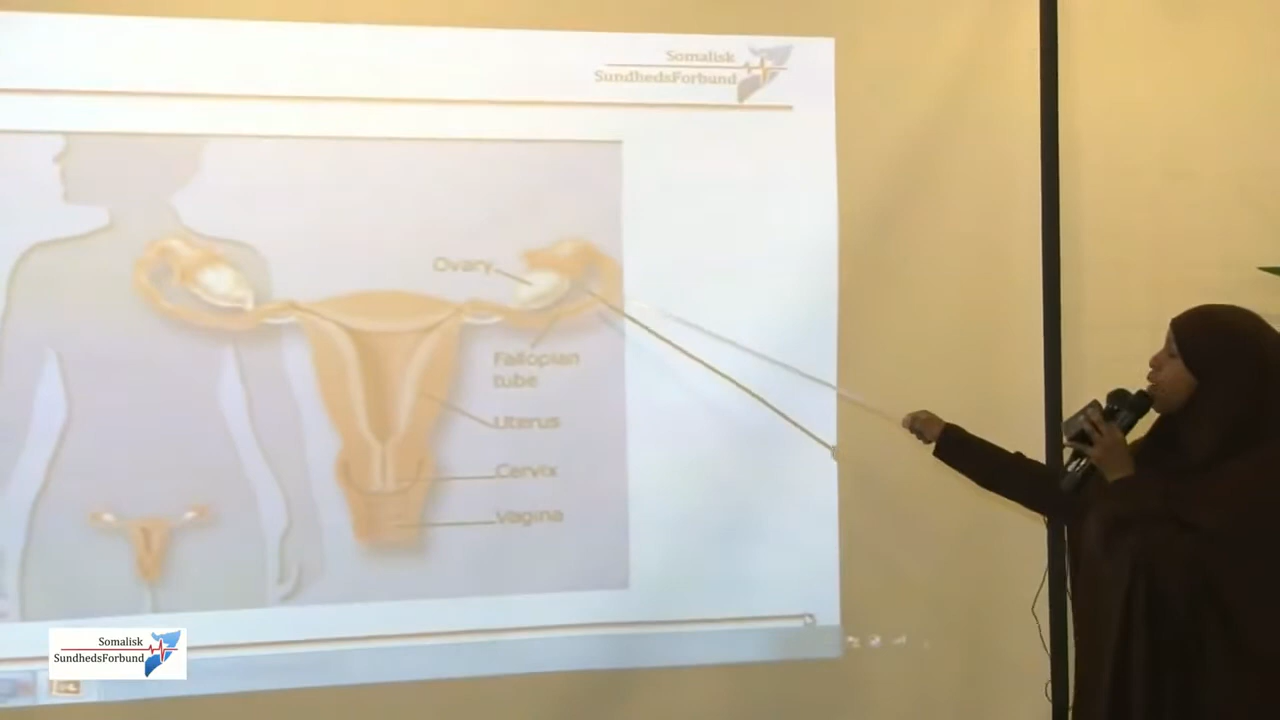 Somalisk
SundhedsForbund
Ovary
Fallopian
tube
Uterus
Cervix
Vagina
Somalisk
SundhedsForbund